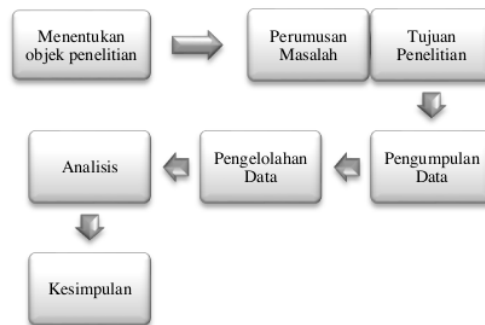 Menentukan
objek penelitian
Perumusan
Masalah
Tujuan
Penelitian
Pengumpulan
Data
Pengelolahan
Data
Analisis
Kesimpulan